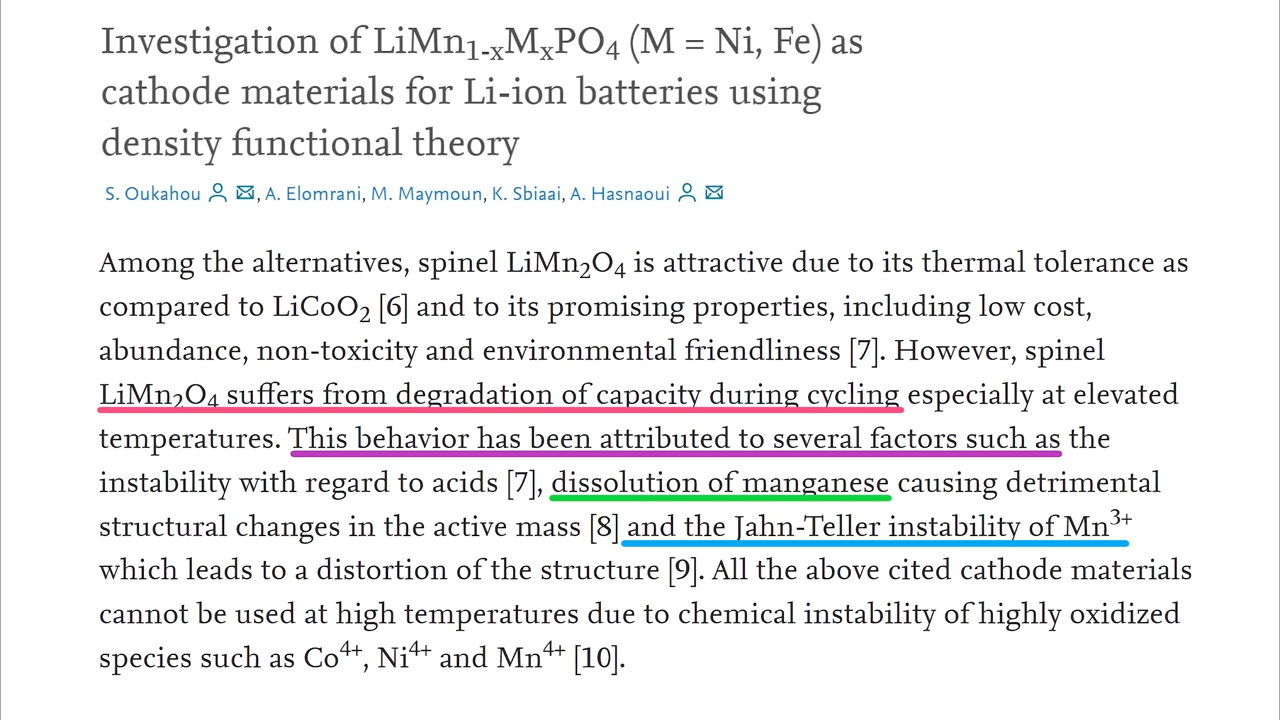 Investigation of LiMn₁₋ₓMₓPO₄ (M = Ni, Fe) as
cathode materials for Li-ion batteries using
density functional theory
S. Oukahou, A. Elomrani, M. Maymoun, K. Sbiaai, A. Hasnaoui
Among the alternatives, spinel LiMn₂O₄ is attractive due to its thermal tolerance as
compared to LiCoO₂ [6] and to its promising properties, including low cost,
abundance, non-toxicity and environmental friendliness [7]. However, spinel
LiMn₂O₄ suffers from degradation of capacity during cycling especially at elevated
temperatures. This behavior has been attributed to several factors such as the
instability with regard to acids [7], dissolution of manganese causing detrimental
structural changes in the active mass [8] and the Jahn-Teller instability of Mn³⁺
which leads to a distortion of the structure [9]. All the above cited cathode materials
cannot be used at high temperatures due to chemical instability of highly oxidized
species such as Co⁴⁺, Ni⁴⁺ and Mn⁴⁺ [10].